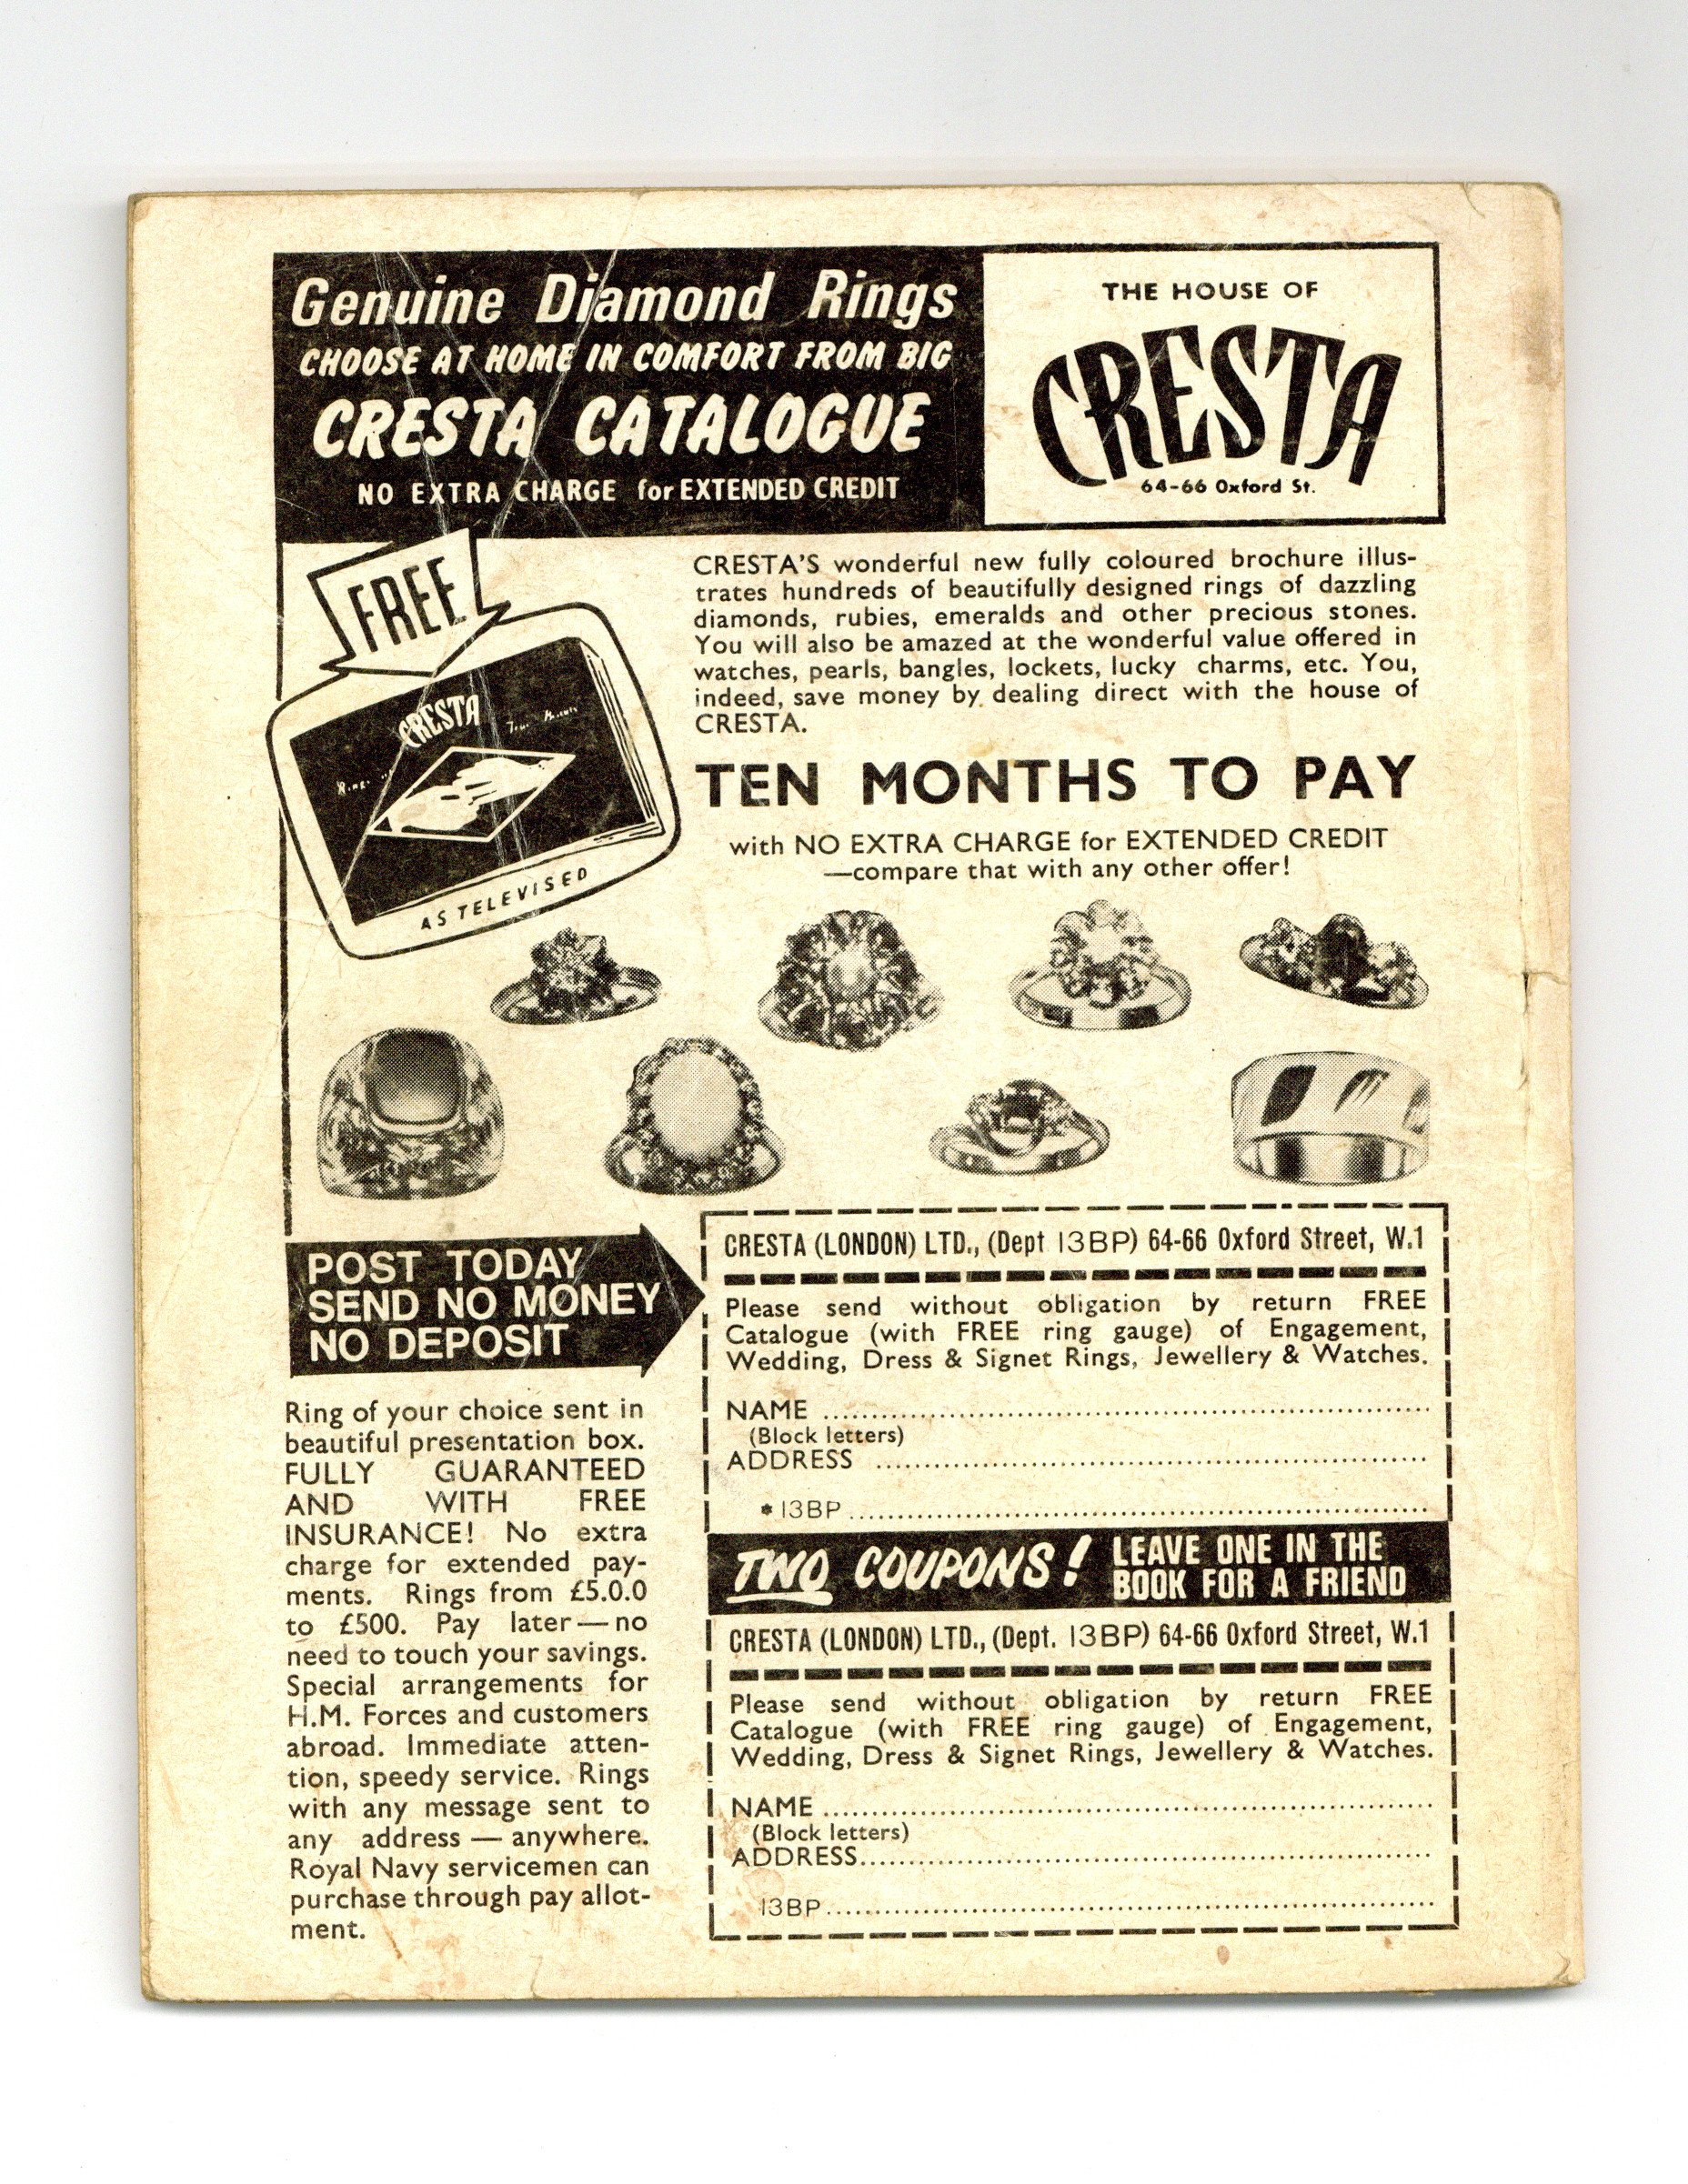 Genuine Diamond Rings
CHOOSE AT HOME IN COMFORT FROM BIG
CRESTA CATALOGUE
NO EXTRA CHARGE for EXTENDED CREDIT
THE HOUSE OF
CRESTA
64-66 Oxford St.
FREE
CRESTA
AS TELEVISED
CRESTA'S wonderful new fully coloured brochure illus-
trates hundreds of beautifully designed rings of dazzling
diamonds, rubies, emeralds and other precious stones.
You will also be amazed at the wonderful value offered in
watches, pearls, bangles, lockets, lucky charms, etc. You,
indeed, save money by dealing direct with the house of
CRESTA.
TEN MONTHS TO PAY
with NO EXTRA CHARGE for EXTENDED CREDIT
—compare that with any other offer!
POST TODAY
SEND NO MONEY
NO DEPOSIT
Ring of your choice sent in
beautiful presentation box.
FULLY GUARANTEED
AND WITH FREE
INSURANCE! No extra
charge for extended pay-
ments. Rings from £5.0.0
to £500. Pay later — no
need to touch your savings.
Special arrangements for
H.M. Forces and customers
abroad. Immediate atten-
tion, speedy service. Rings
with any message sent to
any address — anywhere.
Royal Navy servicemen can
purchase through pay allot-
ment.
CRESTA (LONDON) LTD., (Dept 13BP) 64-66 Oxford Street, W.1
Please send without obligation by return FREE
Catalogue (with FREE ring gauge) of Engagement,
Wedding, Dress & Signet Rings, Jewellery & Watches.
NAME ........................................
(Block letters)
ADDRESS ........................................
*13BP........................................
TWO COUPONS! LEAVE ONE IN THE
BOOK FOR A FRIEND
CRESTA (LONDON) LTD., (Dept. 13BP) 64-66 Oxford Street, W.1
Please send without obligation by return FREE
Catalogue (with FREE ring gauge) of Engagement,
Wedding, Dress & Signet Rings, Jewellery & Watches.
NAME ........................................
(Block letters)
ADDRESS........................................
13BP........................................